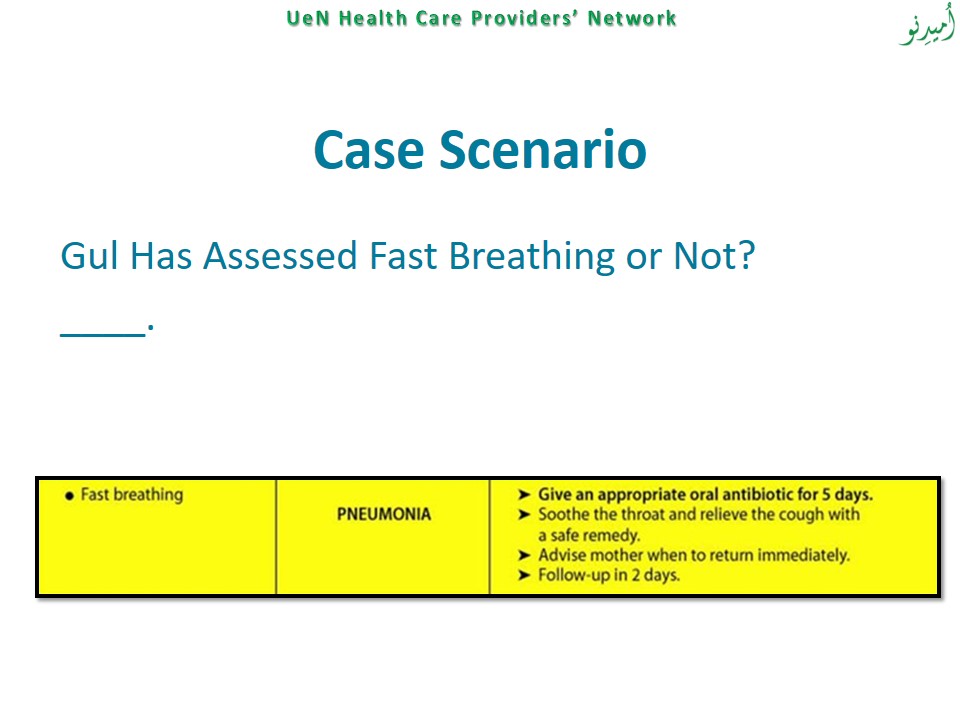 UeN Health Care Providers’ Network
اُمیدِنو
Case Scenario
Gul Has Assessed Fast Breathing or Not?
____.
• Fast breathing
PNEUMONIA
➤ Give an appropriate oral antibiotic for 5 days.
➤ Soothe the throat and relieve the cough with
a safe remedy.
➤ Advise mother when to return immediately.
➤ Follow-up in 2 days.